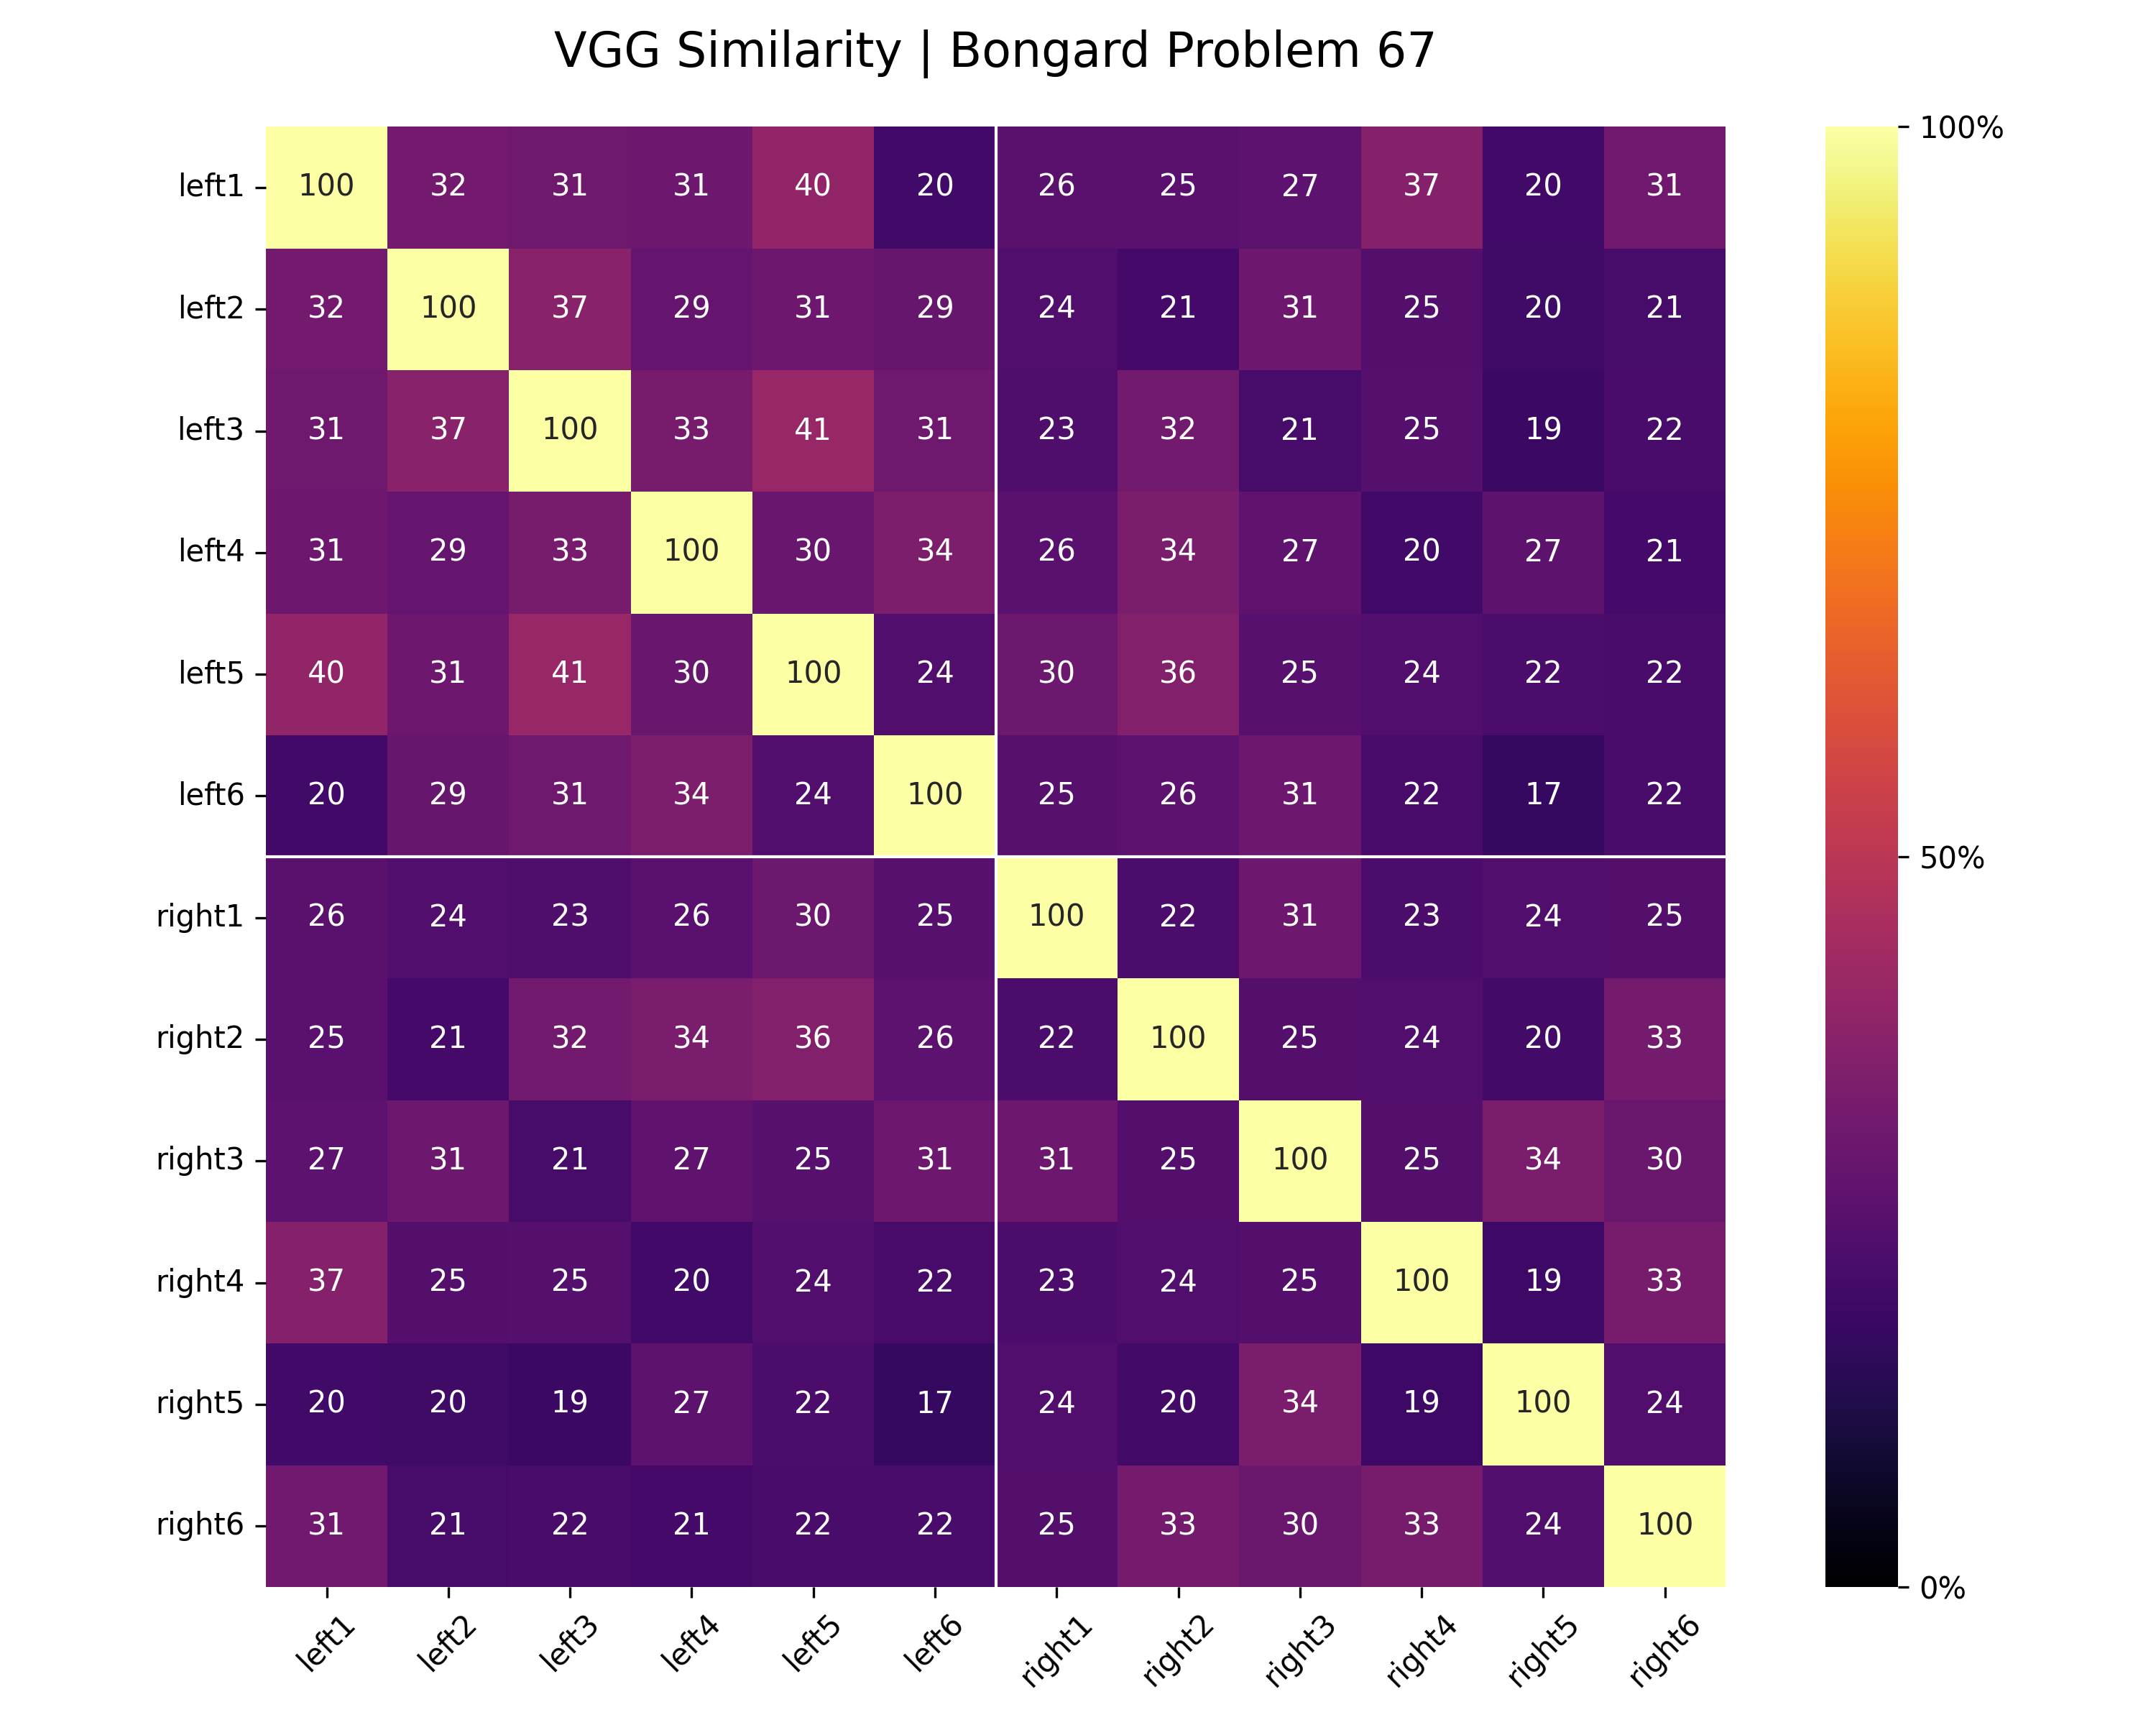 VGG Similarity | Bongard Problem 67
left1 100 32 31 31 40 20 26 25 27 37 20 31
left2 32 100 37 29 31 29 24 21 31 25 20 21
left3 31 37 100 33 41 31 23 32 21 25 19 22
left4 31 29 33 100 30 34 26 34 27 20 27 21
left5 40 31 41 30 100 24 30 36 25 24 22 22
left6 20 29 31 34 24 100 25 26 31 22 17 22
right1 26 24 23 26 30 25 100 22 31 23 24 25
right2 25 21 32 34 36 26 22 100 25 24 20 33
right3 27 31 21 27 25 31 31 25 100 25 34 30
right4 37 25 25 20 24 22 23 24 25 100 19 33
right5 20 20 19 27 22 17 24 20 34 19 100 24
right6 31 21 22 21 22 22 25 33 30 33 24 100
left1 left2 left3 left4 left5 left6 right1 right2 right3 right4 right5 right6
100%
50%
0%